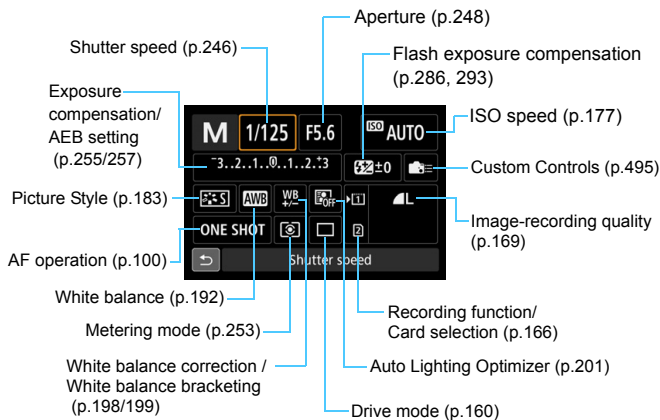 Aperture (p.248)
Shutter speed (p.246)
Flash exposure compensation
(p.286, 293)
Exposure
compensation/
AEB setting
(p.255/257)
M 1/125 F5.6 ISO AUTO
ISO speed (p.177)
-3..2..1..0..1..2..+3 ±0
Custom Controls (p.495)
Picture Style (p.183)
S AWB WB +/- OFF 1 L
Image-recording quality
(p.169)
ONE SHOT 2
AF operation (p.100)
Shutter speed
White balance (p.192)
Recording function/
Card selection (p.166)
Metering mode (p.253)
White balance correction /
White balance bracketing
(p.198/199)
Auto Lighting Optimizer (p.201)
Drive mode (p.160)